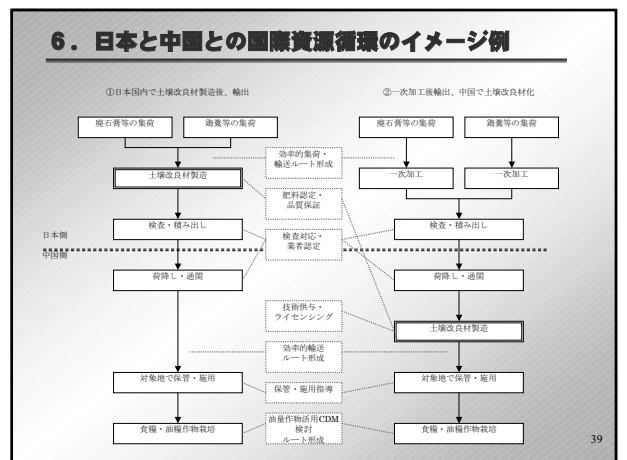 6．日本と中国との国際資源循環のイメージ例
①日本国内で土壌改良材製造後、輸出
②一次加工後輸出、中国で土壌改良材化
廃石膏等の集荷
鶏糞等の集荷
廃石膏等の集荷
鶏糞等の集荷
効率的集荷・
輸送ルート形成
土壌改良材製造
一次加工
一次加工
肥料認定・
品質保証
検査・積み出し
検査・積み出し
検査対応・
業者認定
日本側
中国側
荷降し・通関
荷降し・通関
技術供与・
ライセンシング
土壌改良材製造
効率的輸送
ルート形成
対象地で保管・施用
対象地で保管・施用
保管・施用指導
油量作物活用CDM
検討
ルート形成
食糧・油糧作物栽培
食糧・油糧作物栽培
39